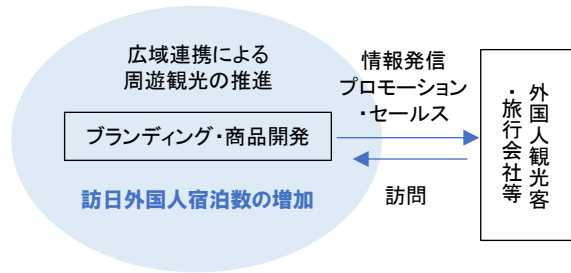 広域連携による
周遊観光の推進
ブランディング・商品開発
訪日外国人宿泊数の増加
情報発信
プロモーション
・セールス
訪問
外国人観光客
・旅行会社等